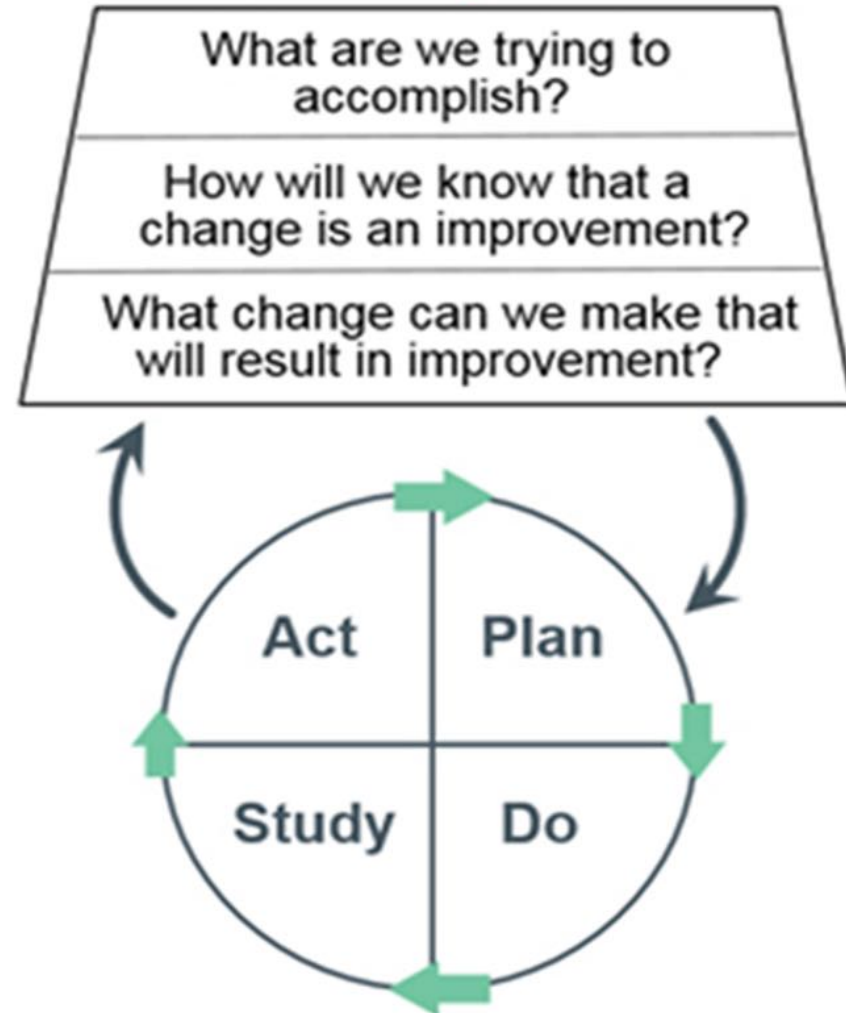 What are we trying to
accomplish?
How will we know that a
change is an improvement?
What change can we make that
will result in improvement?
Act
Plan
Study
Do